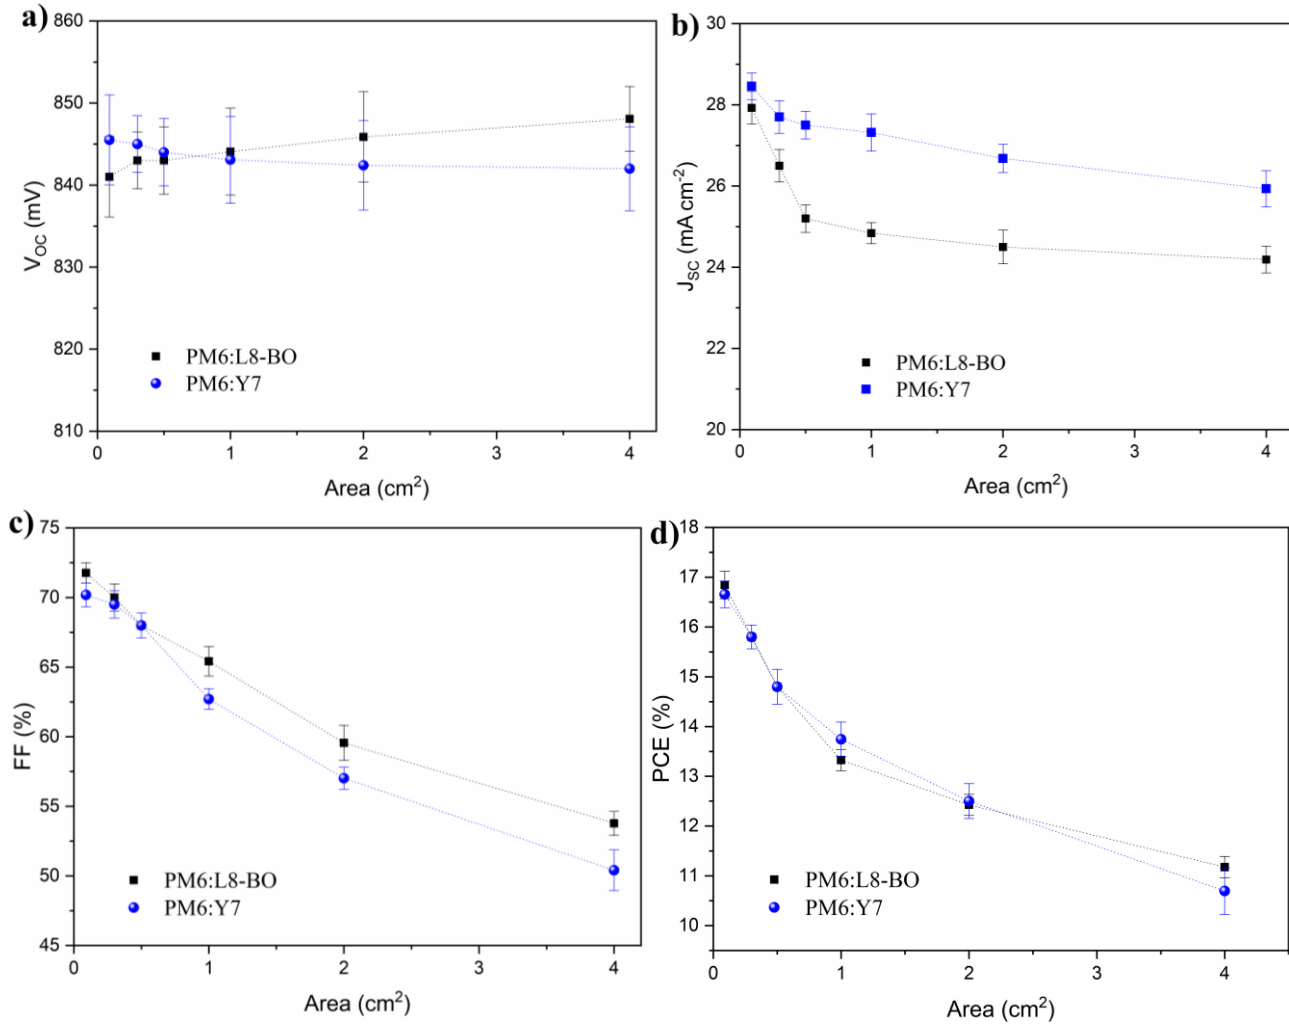 a)
860
850
840
830
820
810
V_OC (mV)
0 1 2 3 4
Area (cm²)
PM6:L8-BO
PM6:Y7
b)
30
28
26
24
22
20
J_SC (mA cm⁻²)
0 1 2 3 4
Area (cm²)
PM6:L8-BO
PM6:Y7
c)
75
70
65
60
55
50
45
FF (%)
0 1 2 3 4
Area (cm²)
PM6:L8-BO
PM6:Y7
d)
18
17
16
15
14
13
12
11
10
PCE (%)
0 1 2 3 4
Area (cm²)
PM6:L8-BO
PM6:Y7